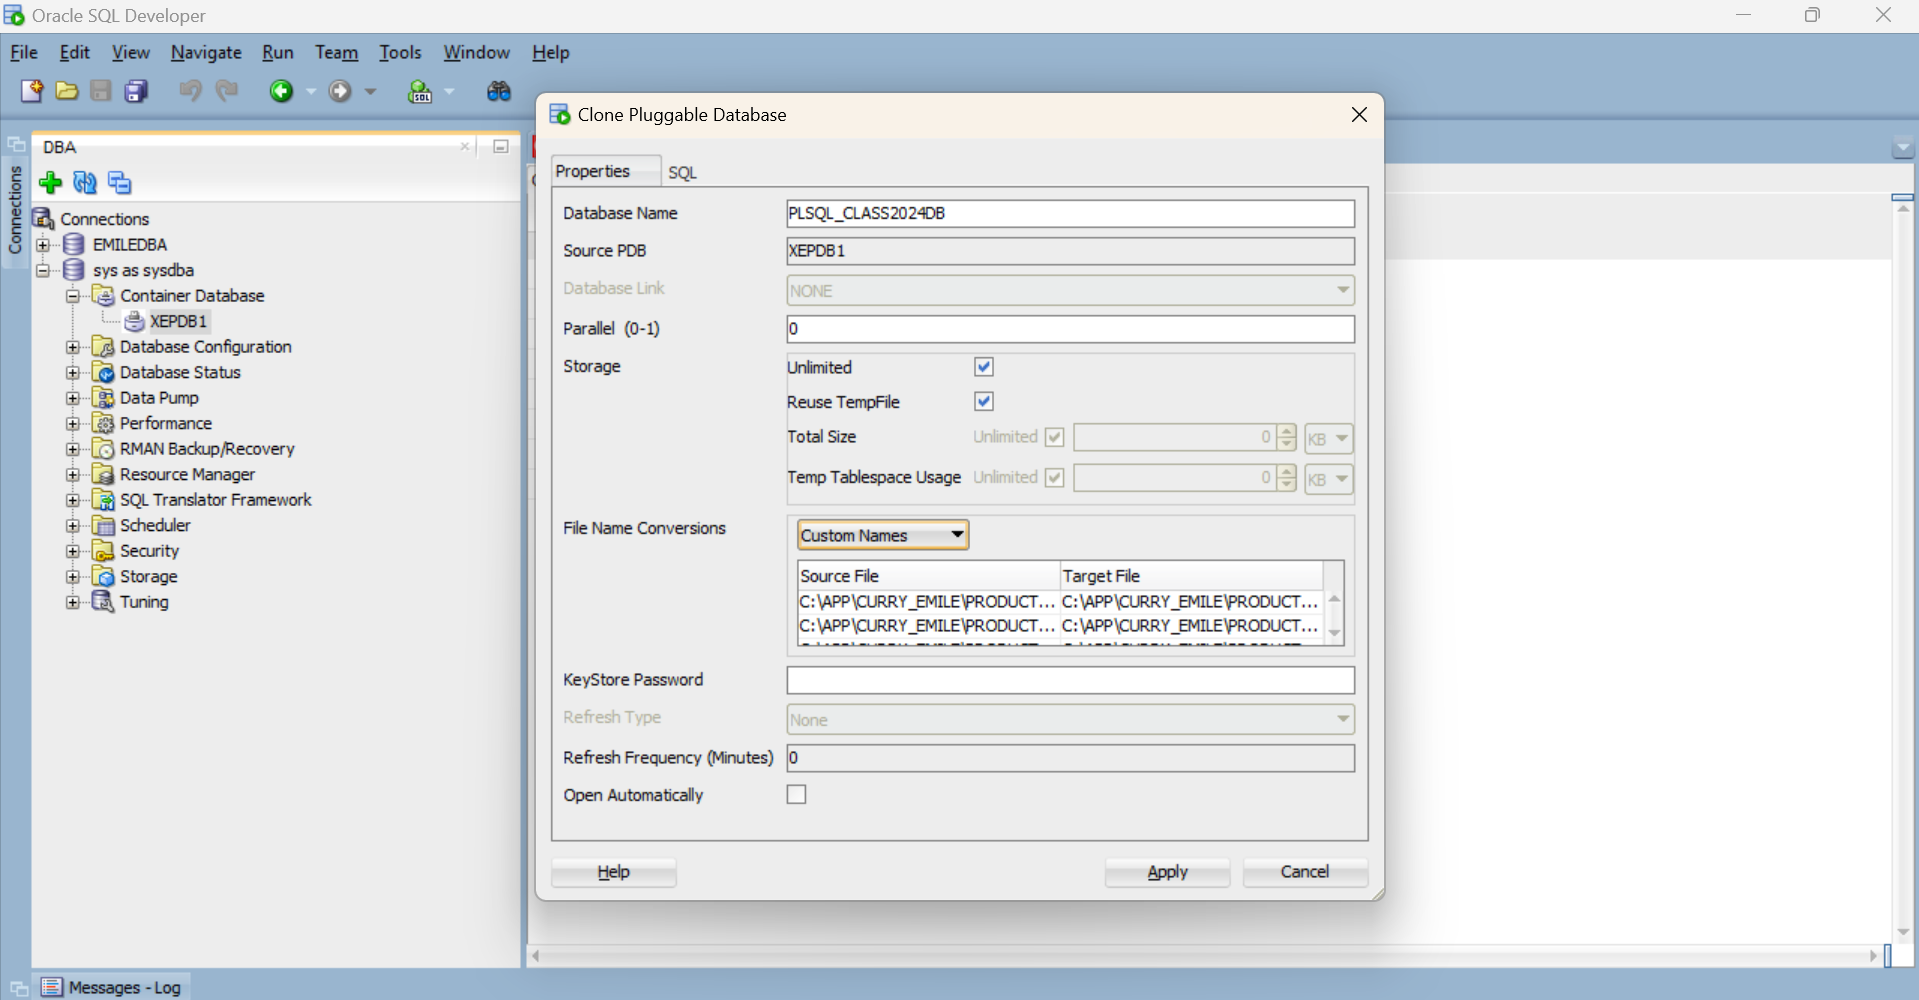 Oracle SQL Developer
File Edit View Navigate Run Team Tools Window Help
Connections
DBA
Connections
EMILEDBA
sys as sysdba
Container Database
XEPDB1
Database Configuration
Database Status
Data Pump
Performance
RMAN Backup/Recovery
Resource Manager
SQL Translator Framework
Scheduler
Security
Storage
Tuning
Clone Pluggable Database
Properties SQL
Database Name PLSQL_CLASS2024DB
Source PDB XEPDB1
Database Link NONE
Parallel (0-1) 0
Storage Unlimited
Reuse TempFile
Total Size Unlimited 0 KB
Temp Tablespace Usage Unlimited 0 KB
File Name Conversions Custom Names
Source File Target File
C:\APP\CURRY_EMILE\PRODUCT... C:\APP\CURRY_EMILE\PRODUCT...
C:\APP\CURRY_EMILE\PRODUCT... C:\APP\CURRY_EMILE\PRODUCT...
KeyStore Password
Refresh Type None
Refresh Frequency (Minutes) 0
Open Automatically
Help Apply Cancel
Messages - Log